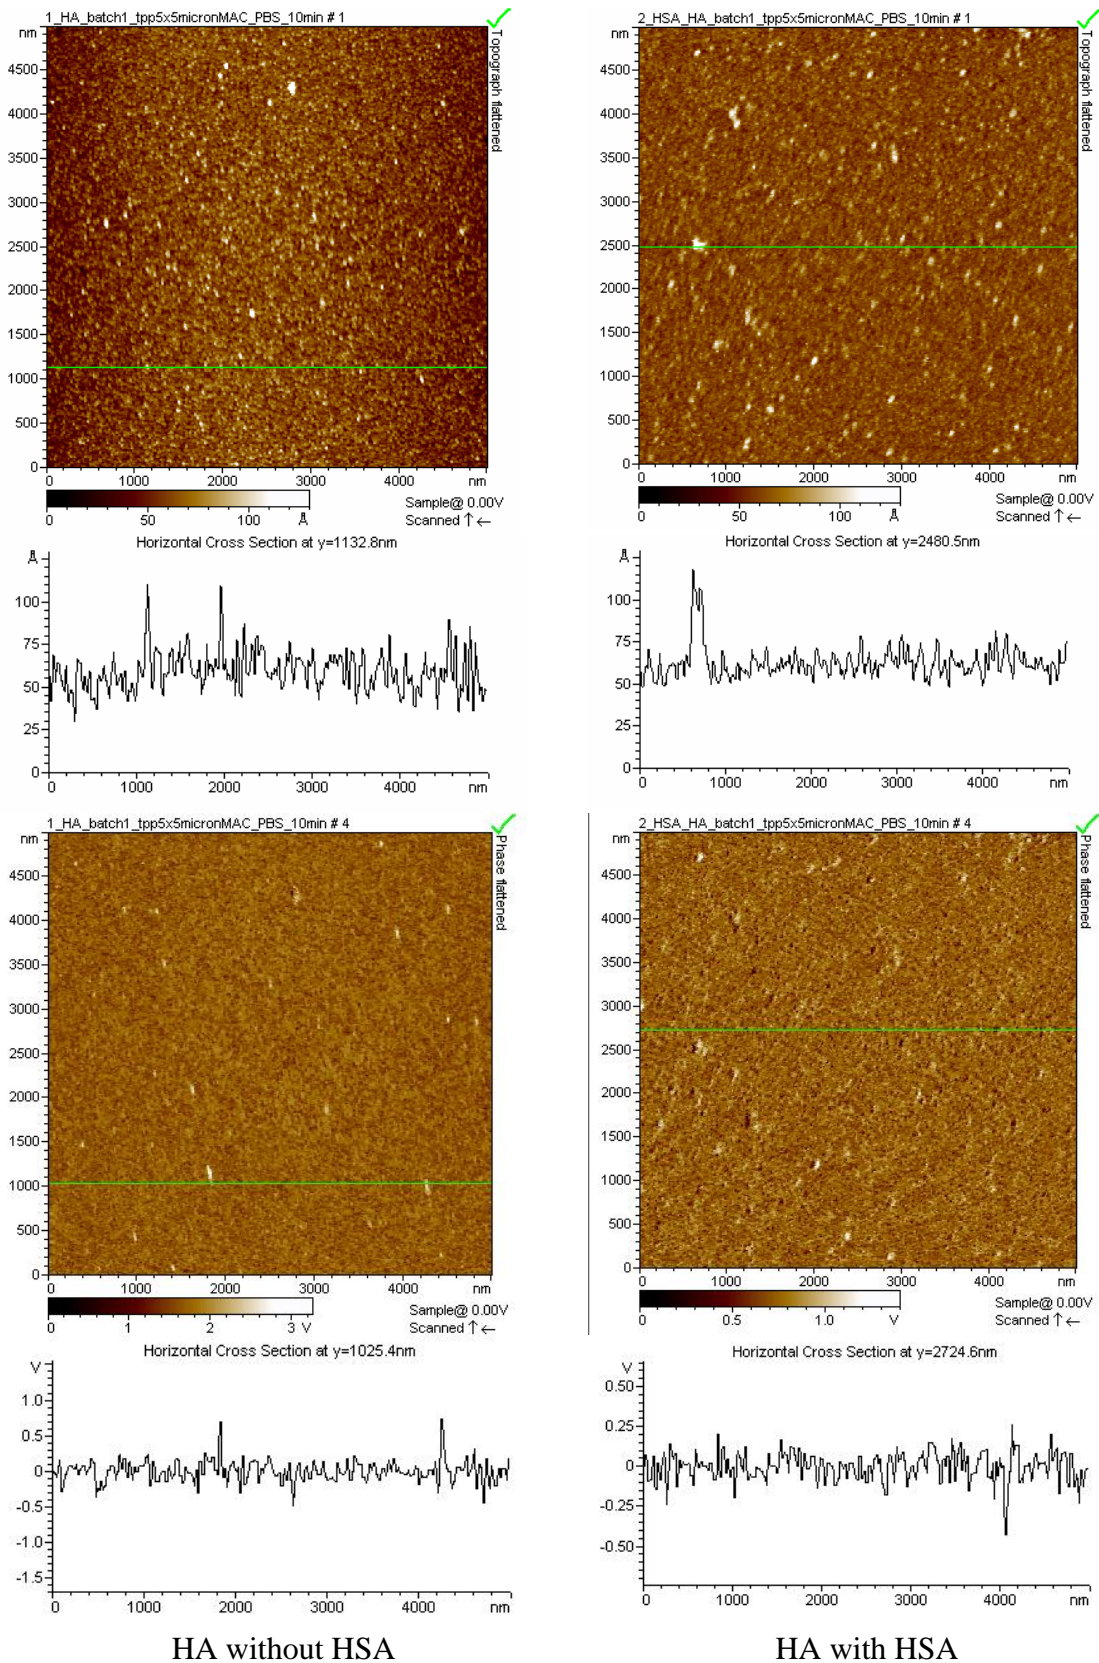 1_HA_batch1_tpp5x5micronMAC_PBS_10min # 1
nm
4500
4000
3500
3000
2500
2000
1500
1000
500
0
0 1000 2000 3000 4000 nm
Topograph flattened
0 50 100 Å
Sample@ 0.00V
Scanned ↑ ←
Horizontal Cross Section at y=1132.8nm
Å
100
75
50
25
0
0 1000 2000 3000 4000 nm
2_HSA_HA_batch1_tpp5x5micronMAC_PBS_10min # 1
nm
4500
4000
3500
3000
2500
2000
1500
1000
500
0
0 1000 2000 3000 4000 nm
Topograph flattened
0 50 100 Å
Sample@ 0.00V
Scanned ↑ ←
Horizontal Cross Section at y=2480.5nm
Å
100
75
50
25
0
0 1000 2000 3000 4000 nm
1_HA_batch1_tpp5x5micronMAC_PBS_10min # 4
nm
4500
4000
3500
3000
2500
2000
1500
1000
500
0
0 1000 2000 3000 4000 nm
Phase flattened
0 1 2 3 V
Sample@ 0.00V
Scanned ↑ ←
Horizontal Cross Section at y=1025.4nm
V
1.0
0.5
0
-0.5
-1.0
-1.5
0 1000 2000 3000 4000 nm
2_HSA_HA_batch1_tpp5x5micronMAC_PBS_10min # 4
nm
4500
4000
3500
3000
2500
2000
1500
1000
500
0
0 1000 2000 3000 4000 nm
Phase flattened
0 0.5 1.0 V
Sample@ 0.00V
Scanned ↑ ←
Horizontal Cross Section at y=2724.6nm
V
0.50
0.25
0
-0.25
-0.50
0 1000 2000 3000 4000 nm
HA without HSA
HA with HSA